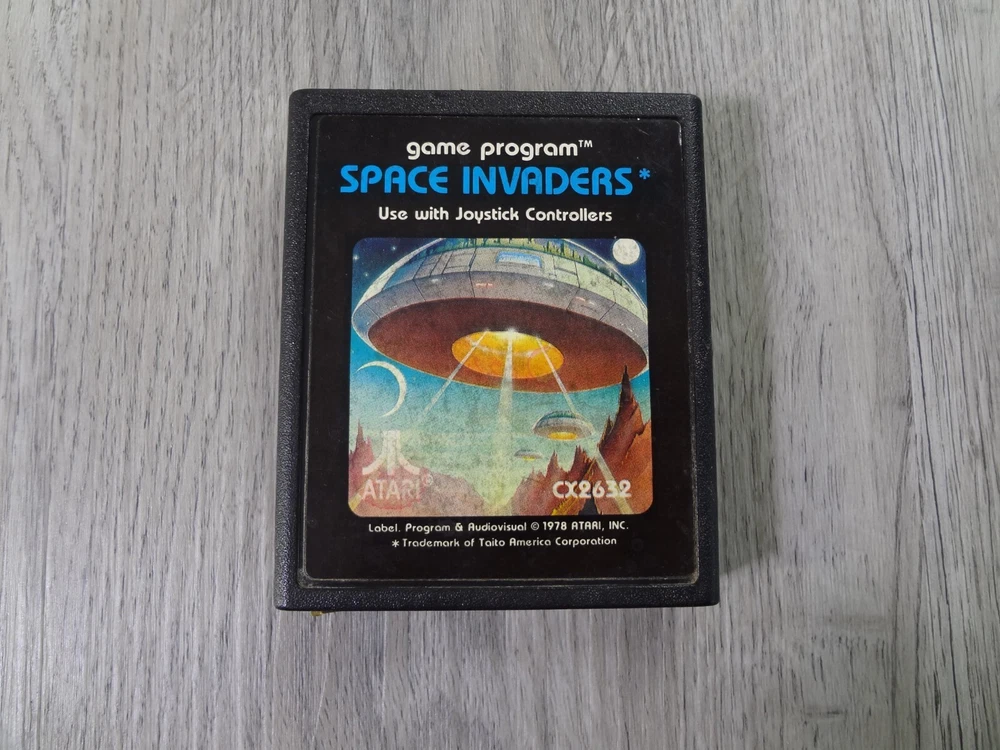 game program™
SPACE INVADERS*
Use with Joystick Controllers
ATARI®
CX2632
Label, Program & Audiovisual © 1978 ATARI, INC.
* Trademark of Taito America Corporation